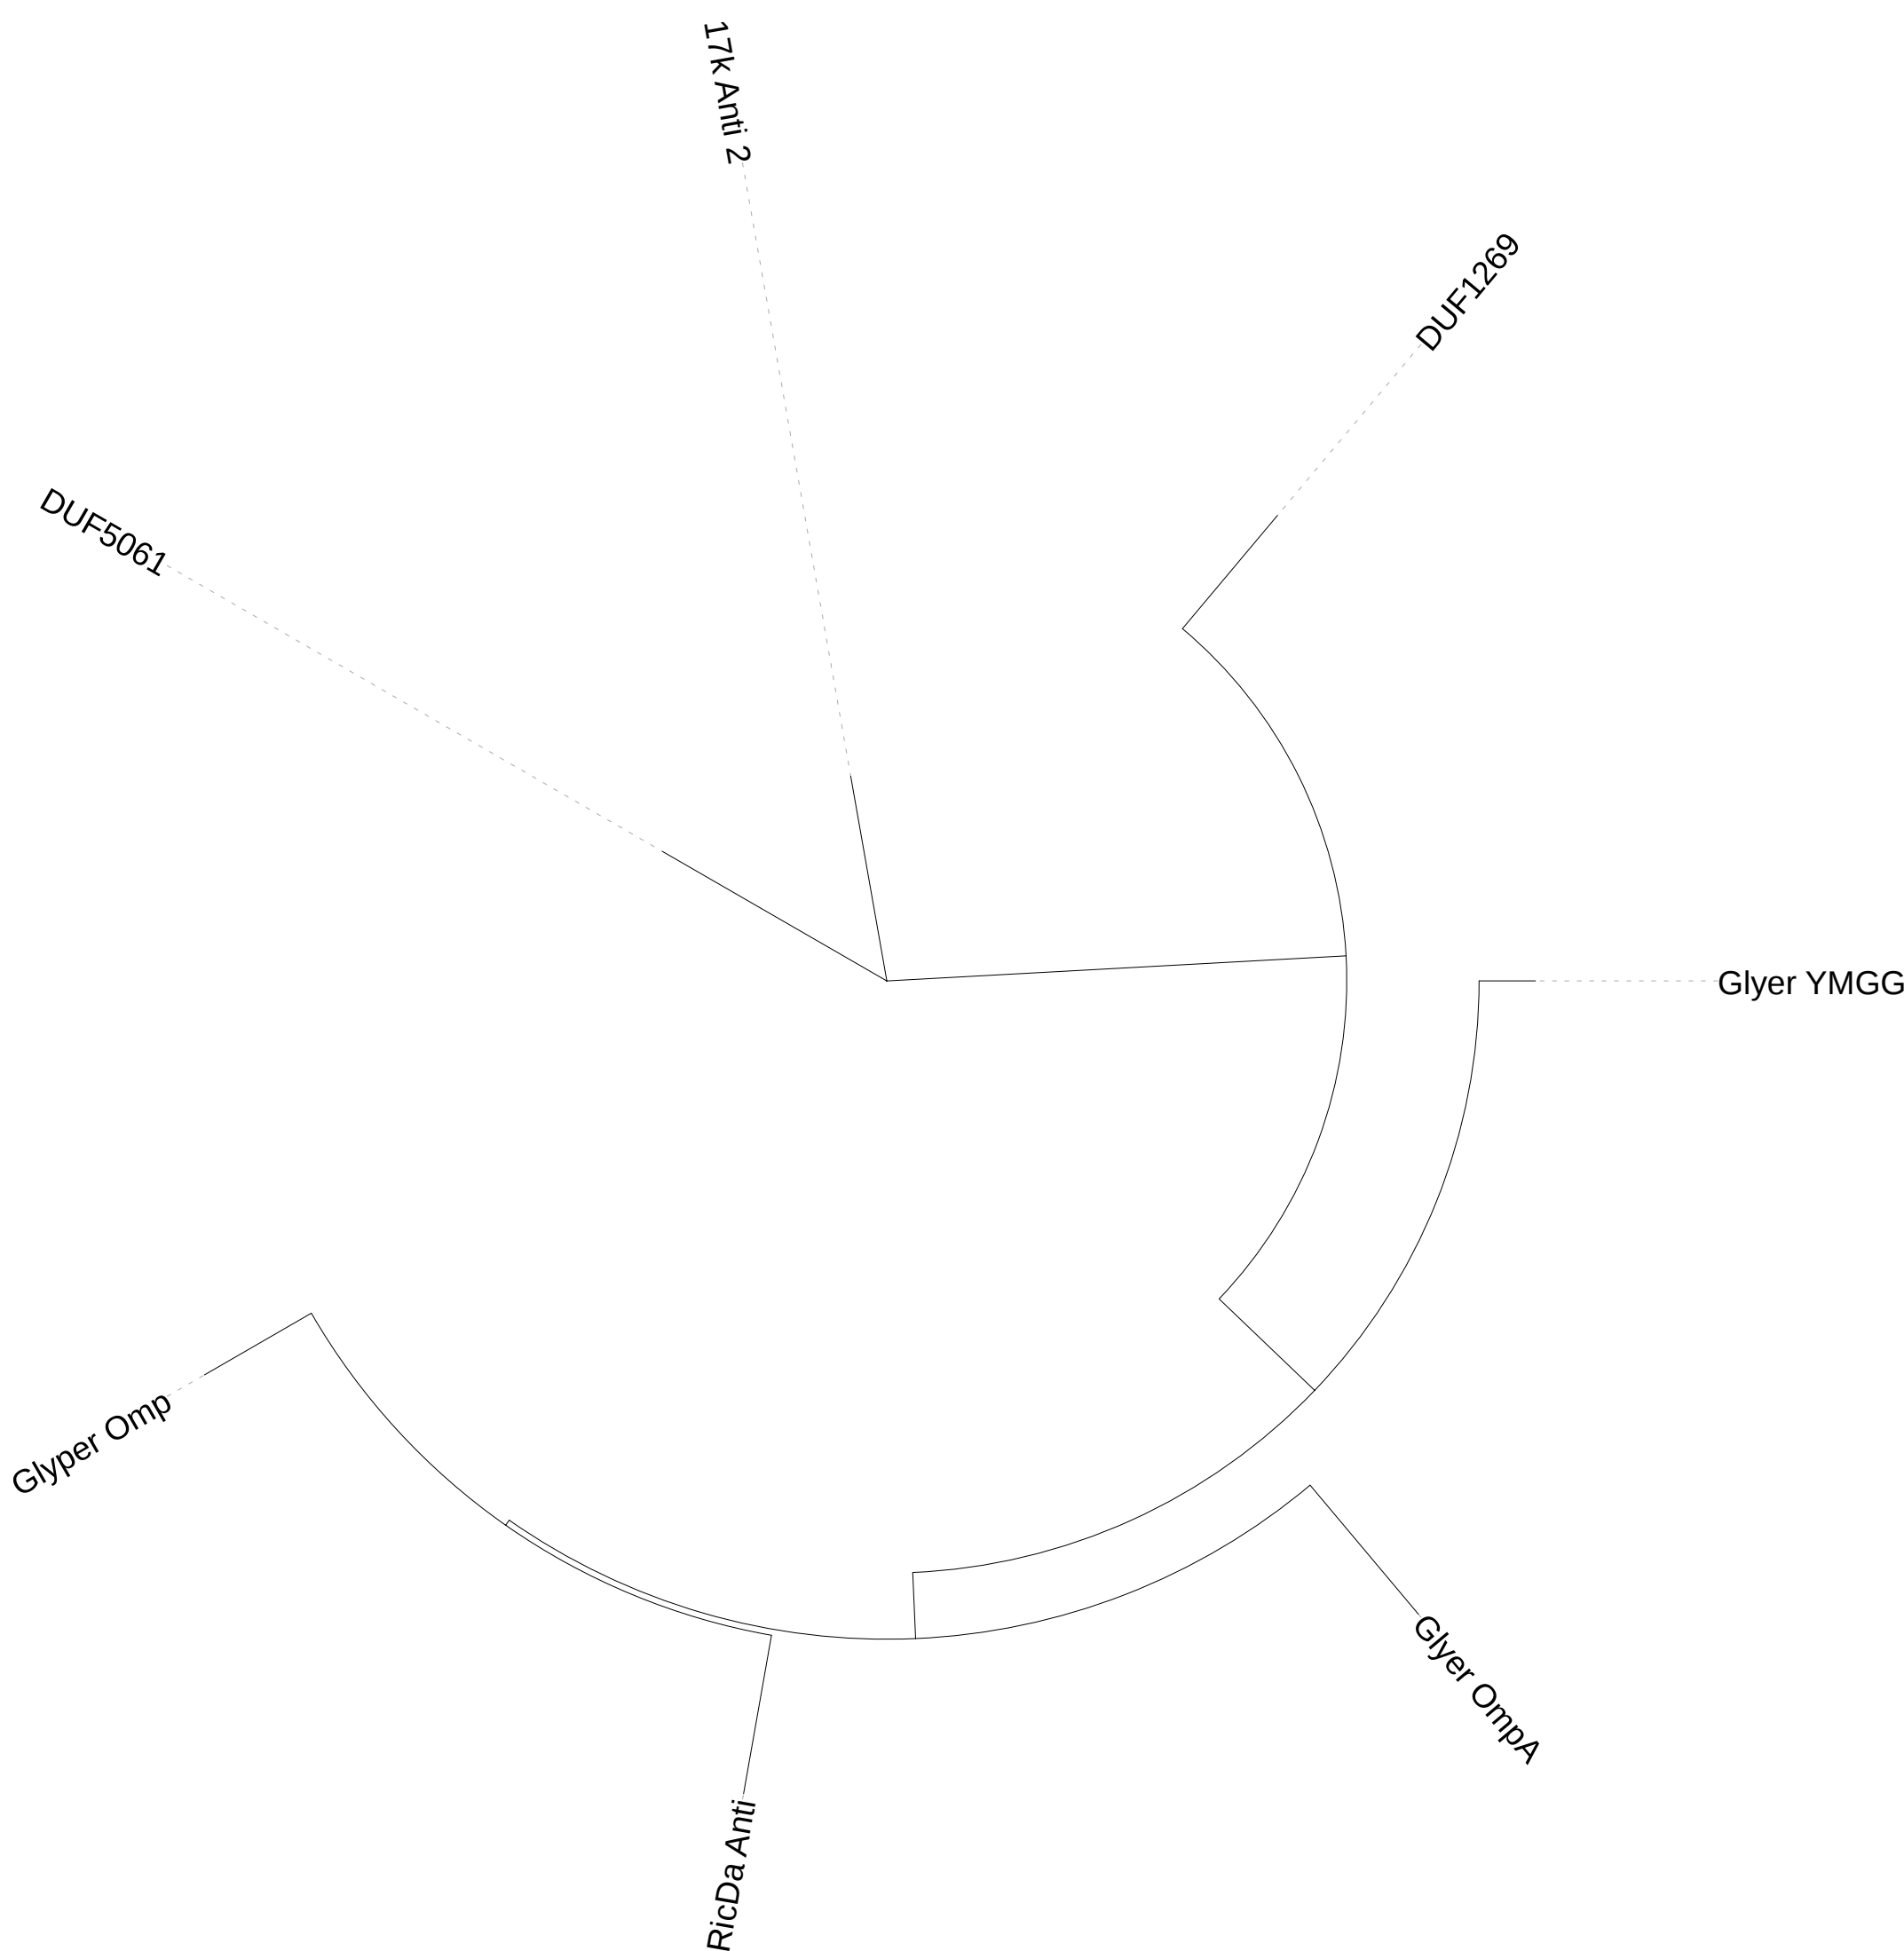 17k Anti 2
DUF1269
DUF5061
Glyer YMGG
Glyper Omp
Glyer OmpA
RicDa Anti